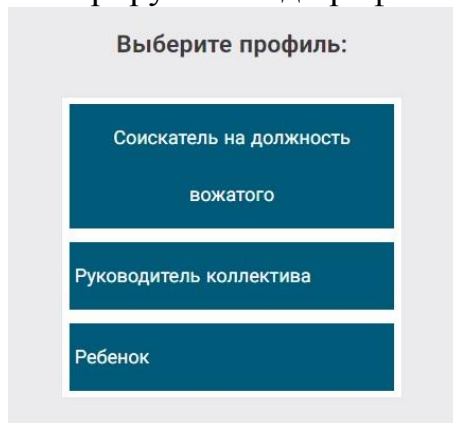 Выберите профиль:
Соискатель на должность
вожатого
Руководитель коллектива
Ребенок